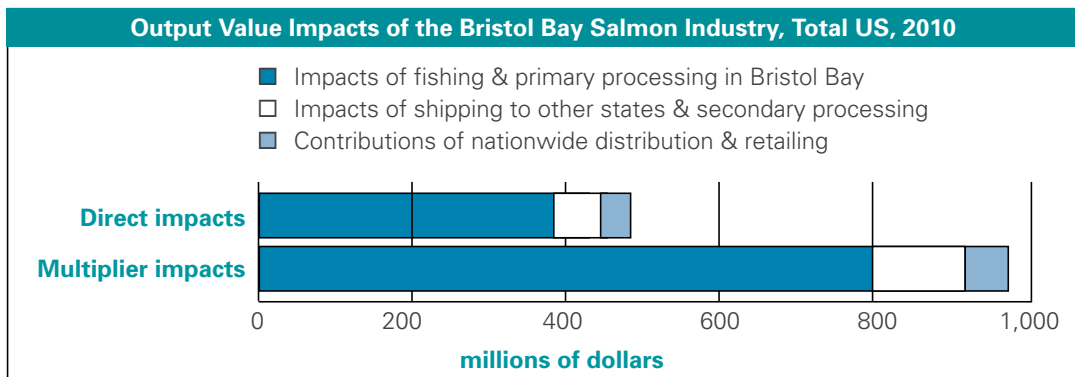 Output Value Impacts of the Bristol Bay Salmon Industry, Total US, 2010
Impacts of fishing & primary processing in Bristol Bay
Impacts of shipping to other states & secondary processing
Contributions of nationwide distribution & retailing
Direct impacts
Multiplier impacts
0 200 400 600 800 1,000
millions of dollars